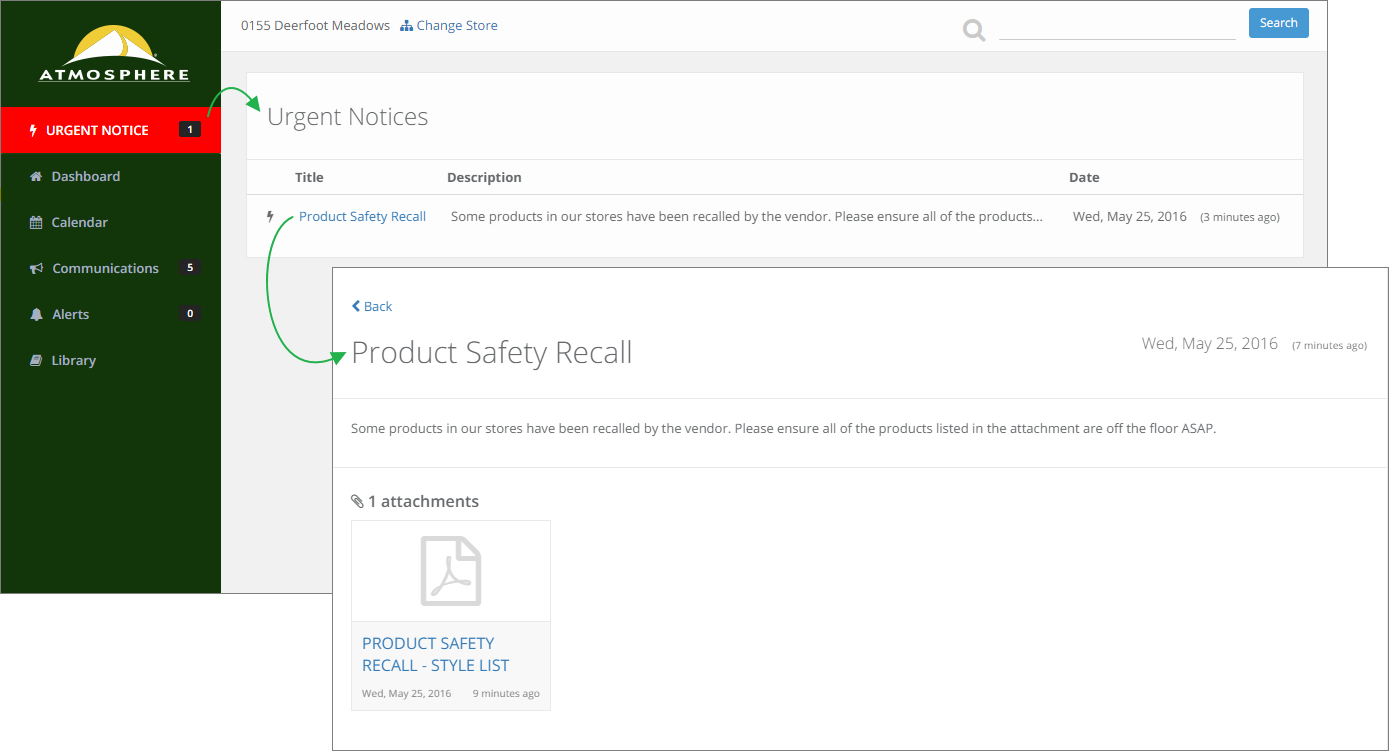 ATMOSPHERE
URGENT NOTICE 1
Dashboard
Calendar
Communications 5
Alerts 0
Library
0155 Deerfoot Meadows Change Store
Search
Urgent Notices
Title Description Date
Product Safety Recall Some products in our stores have been recalled by the vendor. Please ensure all of the products... Wed, May 25, 2016 (3 minutes ago)
Back
Product Safety Recall Wed, May 25, 2016 (7 minutes ago)
Some products in our stores have been recalled by the vendor. Please ensure all of the products listed in the attachment are off the floor ASAP.
1 attachments
PRODUCT SAFETY
RECALL - STYLE LIST
Wed, May 25, 2016 9 minutes ago